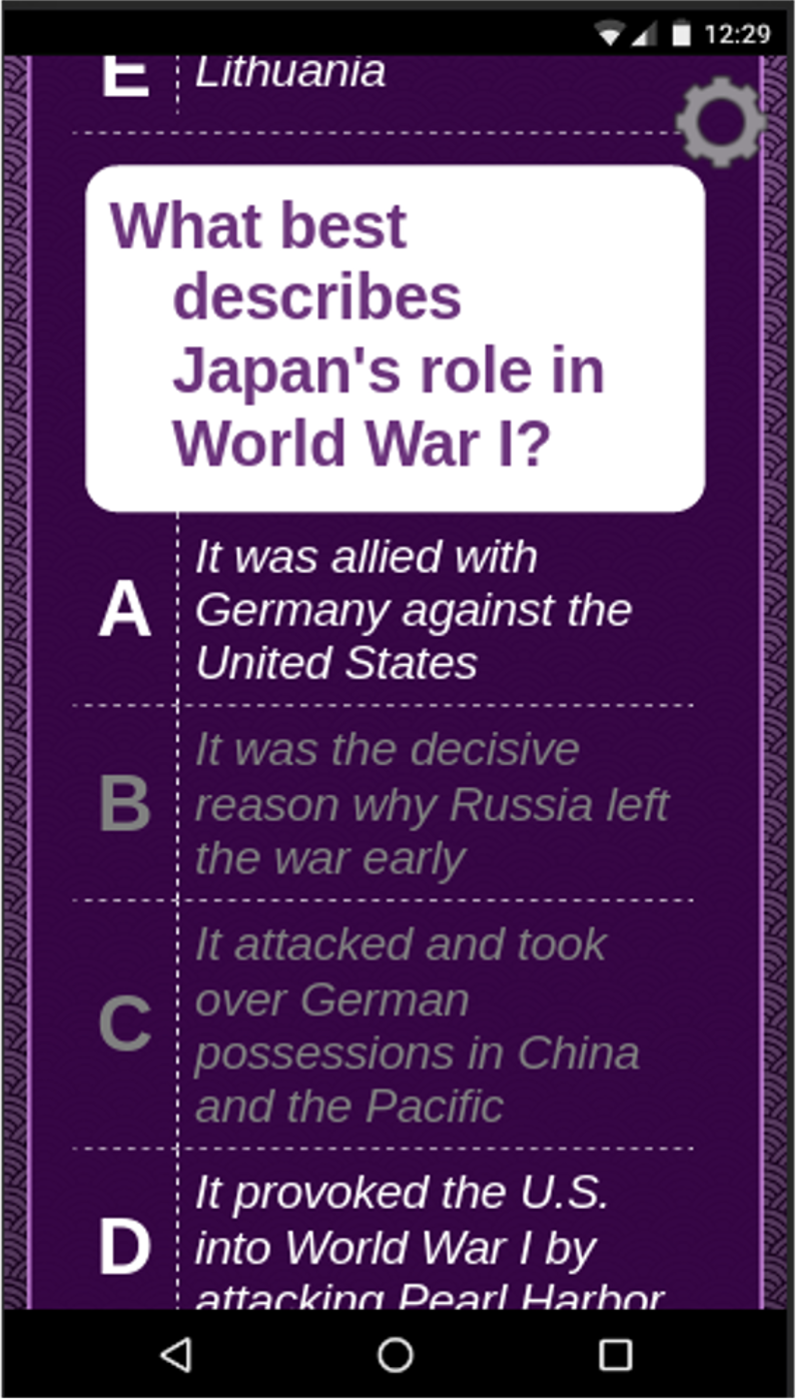 12:29
E Lithuania
What best
describes
Japan's role in
World War I?
It was allied with
A Germany against the
United States
It was the decisive
B reason why Russia left
the war early
It attacked and took
over German
C possessions in China
and the Pacific
It provoked the U.S.
D into World War I by
attacking Pearl Harbor